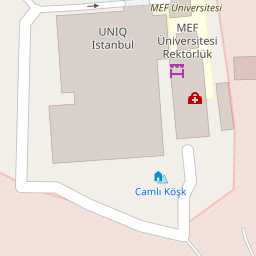 MEF Üniversitesi
UNIQ
Istanbul
MEF
Üniversitesi
Rektörlük
Camlı Köşk